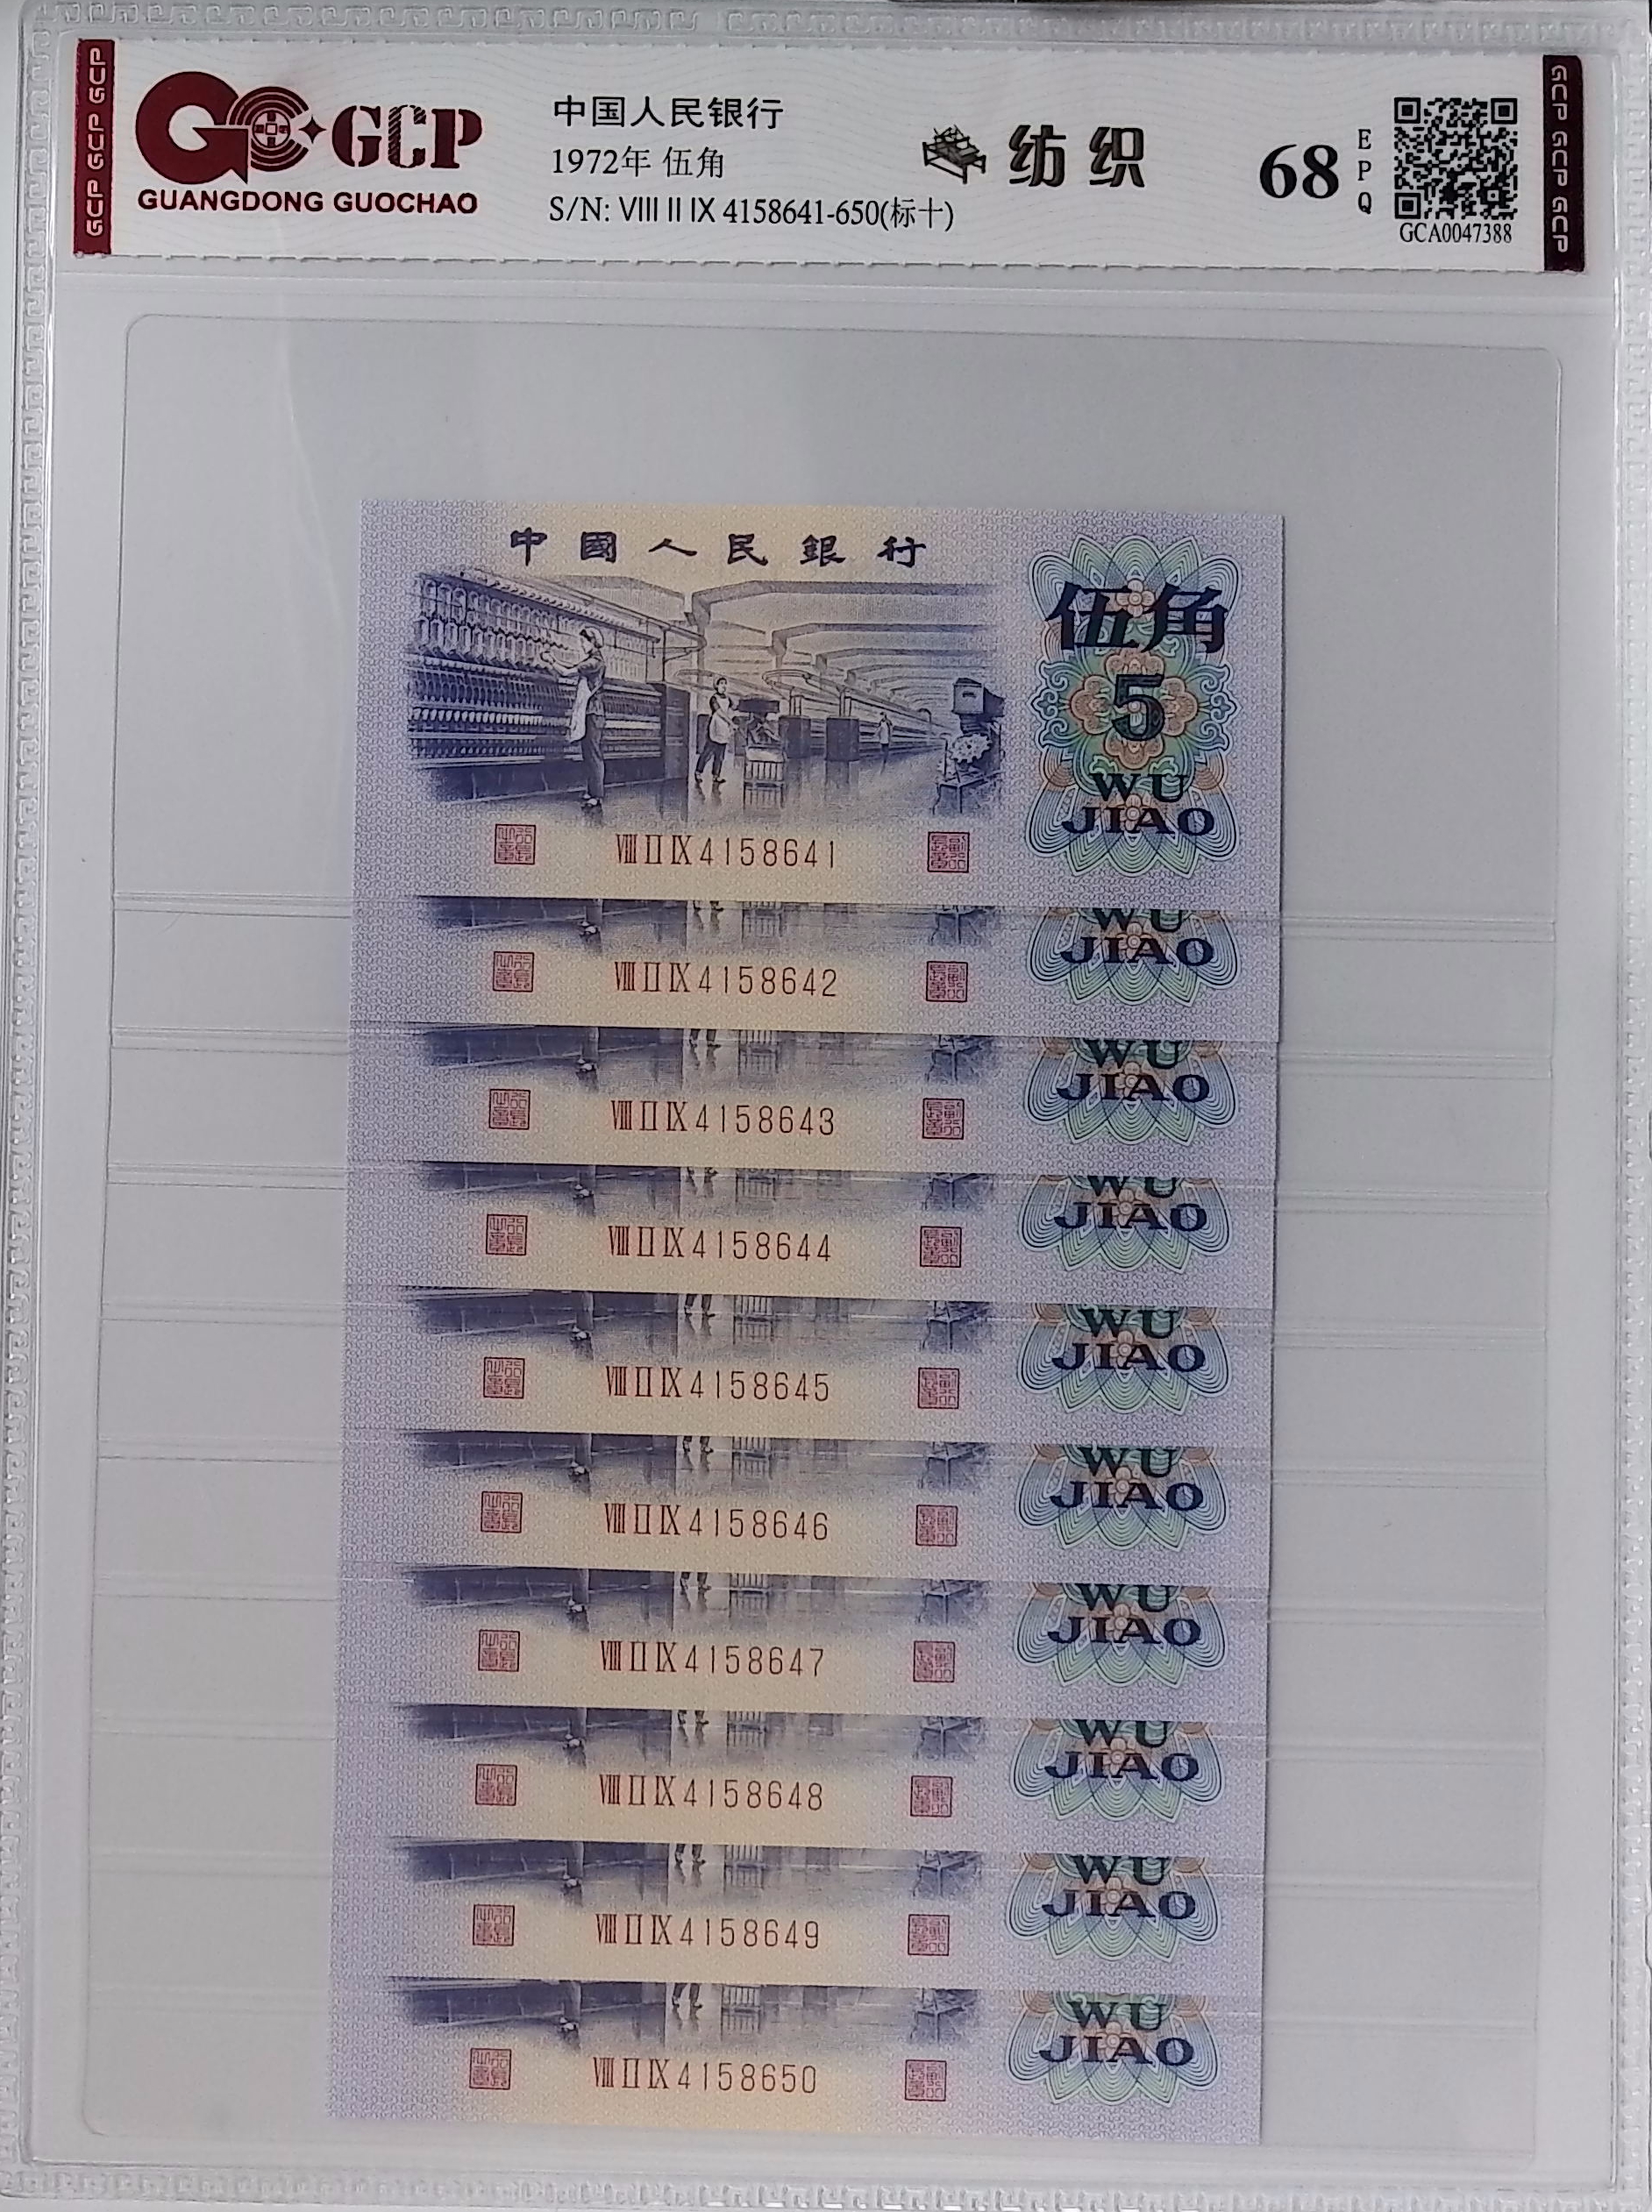 GCP GCP GCP
GCP
GUANGDONG GUOCHAO
中国人民银行
1972年 伍角
S/N: VIII II IX 4158641-650(标十)
纺织
68
EPQ
GCA0047388
GCP GCP GCP
中國人民銀行
伍角
5
WU
JIAO
VIII II IX 4158641
WU
JIAO
VIII II IX 4158642
WU
JIAO
VIII II IX 4158643
WU
JIAO
VIII II IX 4158644
WU
JIAO
VIII II IX 4158645
WU
JIAO
VIII II IX 4158646
WU
JIAO
VIII II IX 4158647
WU
JIAO
VIII II IX 4158648
WU
JIAO
VIII II IX 4158649
WU
JIAO
VIII II IX 4158650